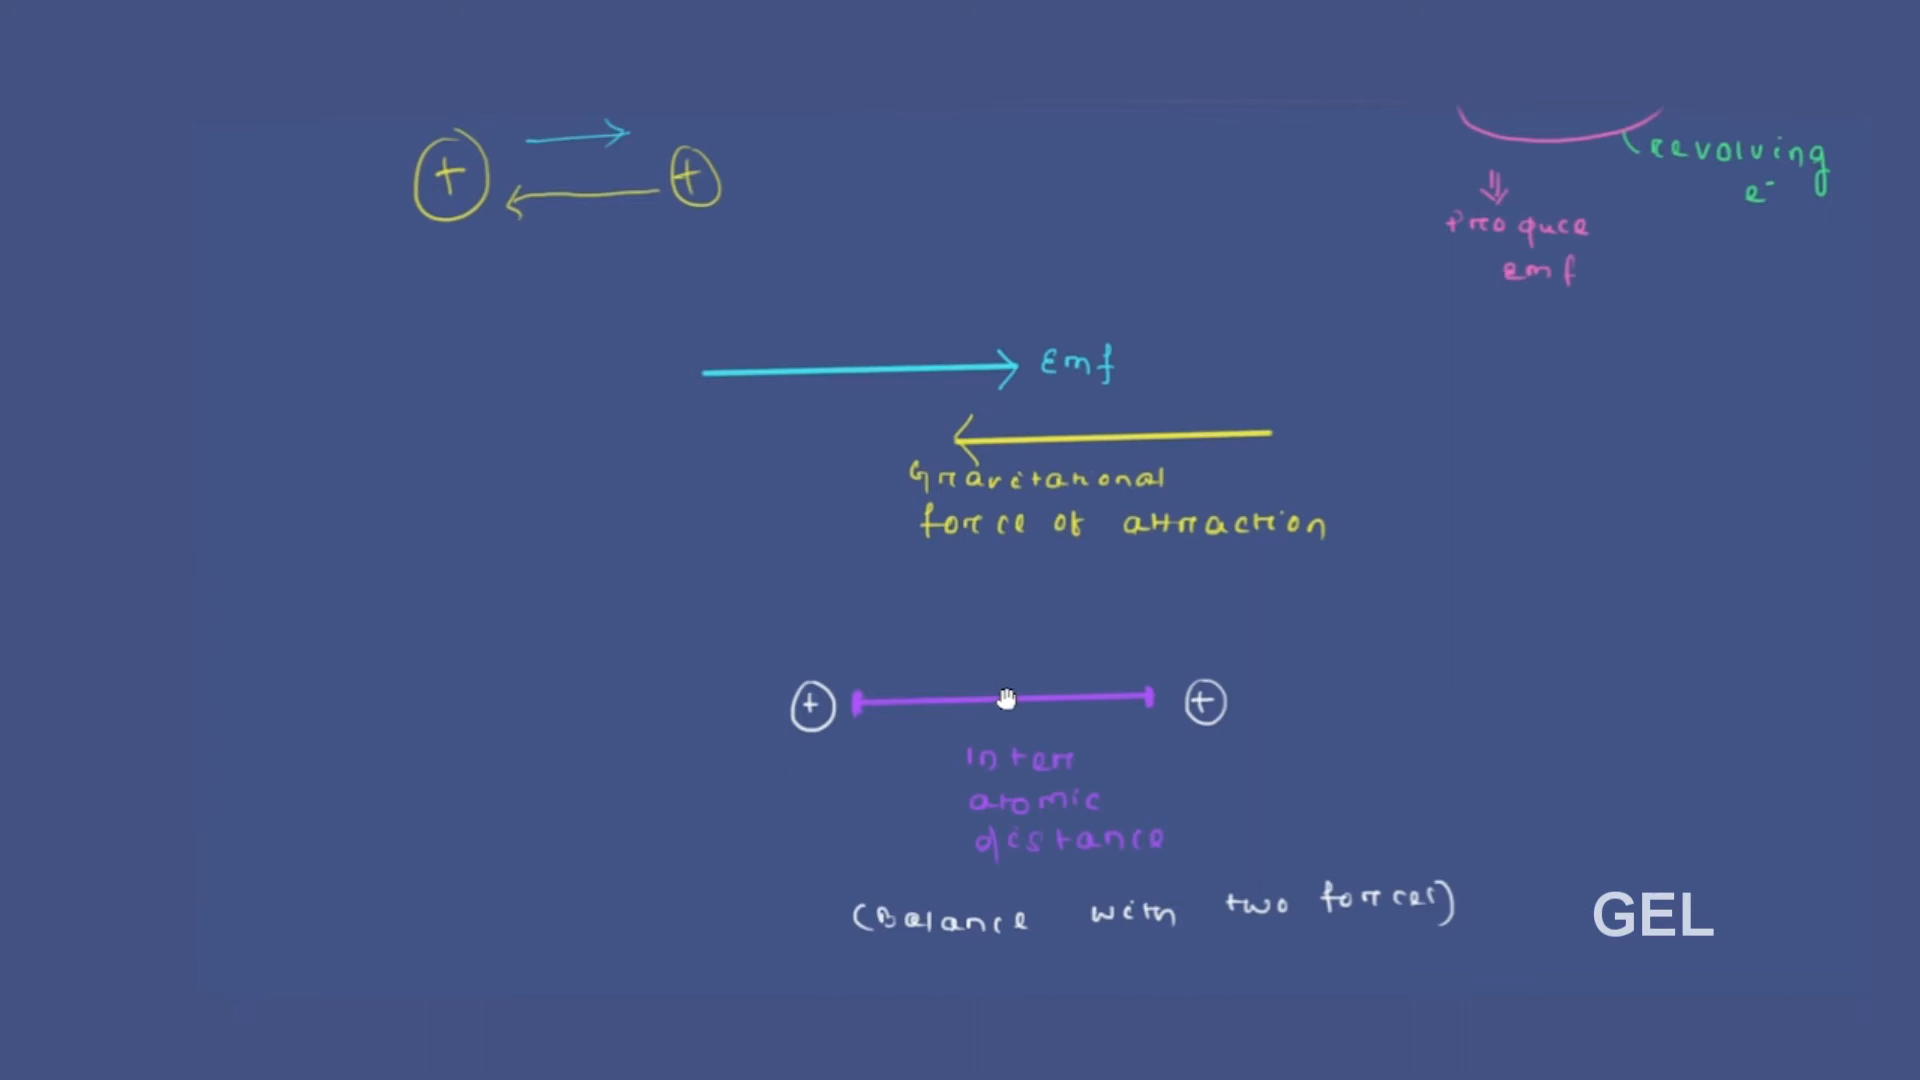 +
+
revolving
e-
Produce
emf
Emf
Gravitational
force of attraction
+
+
Inter
atomic
distance
(Balance with two forces)
GEL